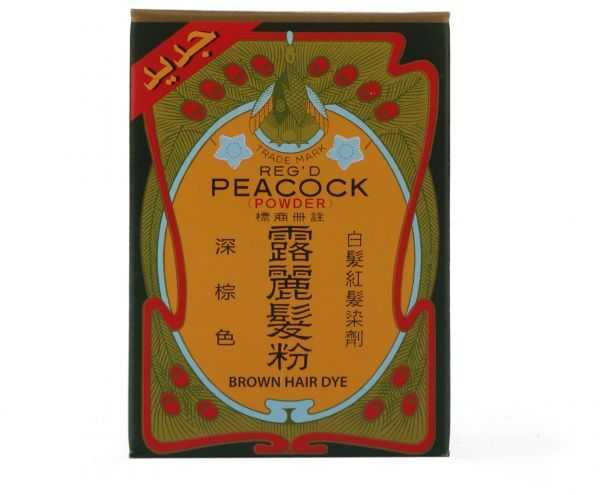 جديد
TRADE MARK
REG'D
PEACOCK
(POWDER)
標商冊註
白髮紅髮染劑
露麗髮粉
深棕色
BROWN HAIR DYE